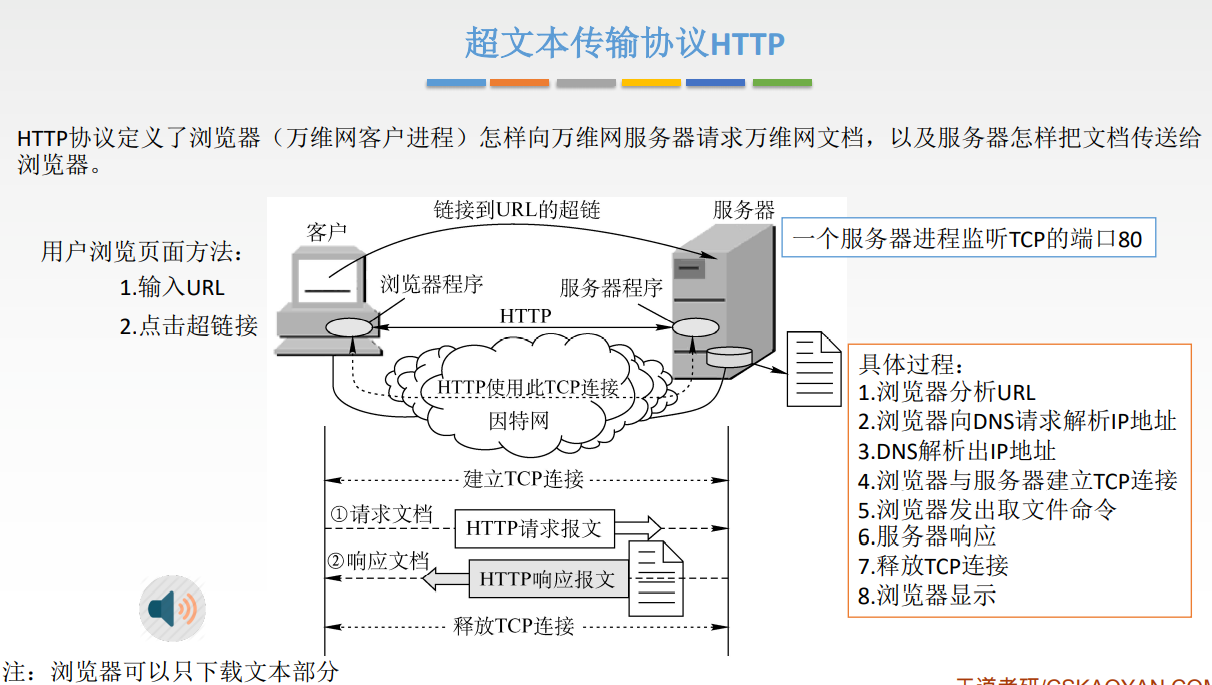 超文本传输协议HTTP
HTTP协议定义了浏览器（万维网客户进程）怎样向万维网服务器请求万维网文档，以及服务器怎样把文档传送给
浏览器。
用户浏览页面方法：
1.输入URL
2.点击超链接
链接到URL的超链
客户
服务器
浏览器程序
服务器程序
HTTP
HTTP使用此TCP连接
因特网
建立TCP连接
①请求文档
HTTP请求报文
②响应文档
HTTP响应报文
释放TCP连接
一个服务器进程监听TCP的端口80
具体过程：
1.浏览器分析URL
2.浏览器向DNS请求解析IP地址
3.DNS解析出IP地址
4.浏览器与服务器建立TCP连接
5.浏览器发出取文件命令
6.服务器响应
7.释放TCP连接
8.浏览器显示
注：浏览器可以只下载文本部分
王道考研/CSKAOYAN.COM